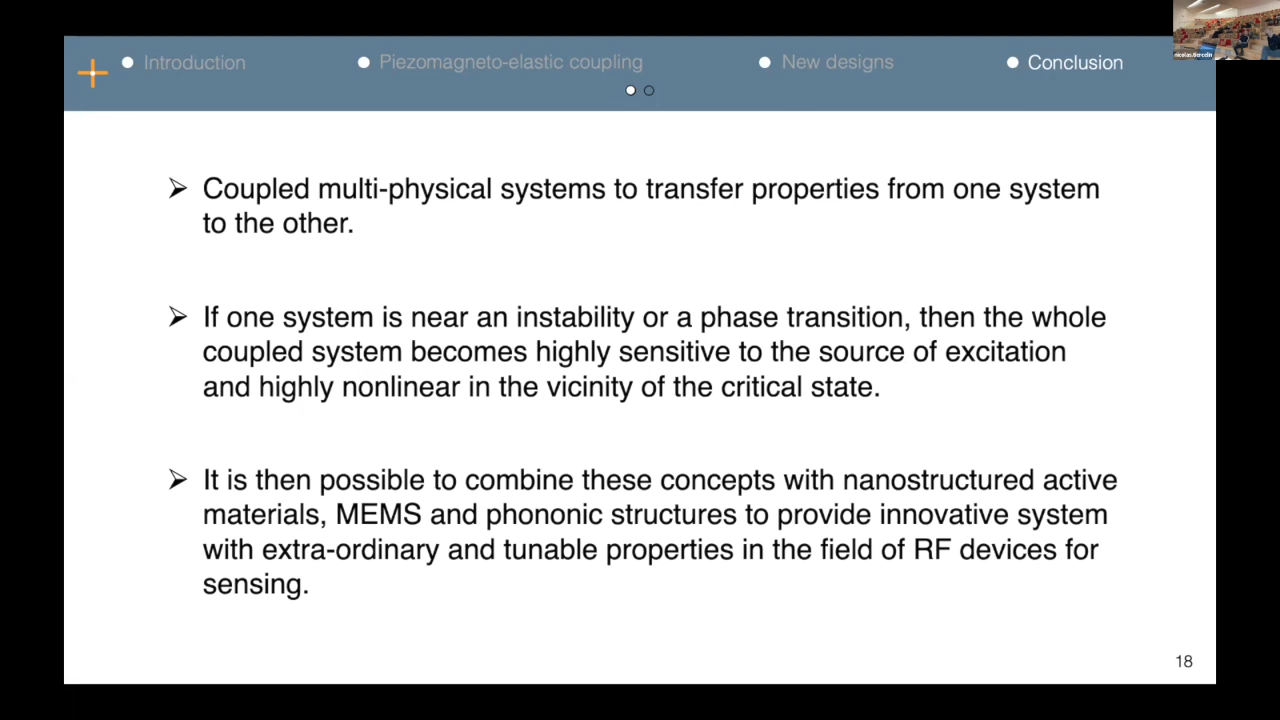 Introduction
Piezomagneto-elastic coupling
New designs
Conclusion
nicolas.tiercelin
➢ Coupled multi-physical systems to transfer properties from one system
to the other.
➢ If one system is near an instability or a phase transition, then the whole
coupled system becomes highly sensitive to the source of excitation
and highly nonlinear in the vicinity of the critical state.
➢ It is then possible to combine these concepts with nanostructured active
materials, MEMS and phononic structures to provide innovative system
with extra-ordinary and tunable properties in the field of RF devices for
sensing.
18